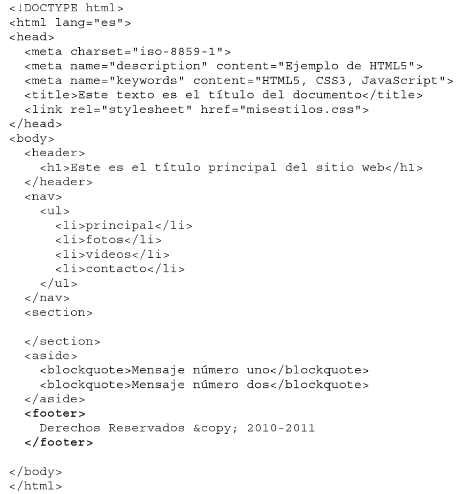 <!DOCTYPE html>
<html lang="es">
<head>
  <meta charset="iso-8859-1">
  <meta name="description" content="Ejemplo de HTML5">
  <meta name="keywords" content="HTML5, CSS3, JavaScript">
  <title>Este texto es el título del documento</title>
  <link rel="stylesheet" href="misestilos.css">
</head>
<body>
  <header>
    <h1>Este es el título principal del sitio web</h1>
  </header>
  <nav>
    <ul>
      <li>principal</li>
      <li>fotos</li>
      <li>videos</li>
      <li>contacto</li>
    </ul>
  </nav>
  <section>

  </section>
  <aside>
    <blockquote>Mensaje número uno</blockquote>
    <blockquote>Mensaje número dos</blockquote>
  </aside>
  <footer>
    Derechos Reservados &copy; 2010-2011
  </footer>

</body>
</html>